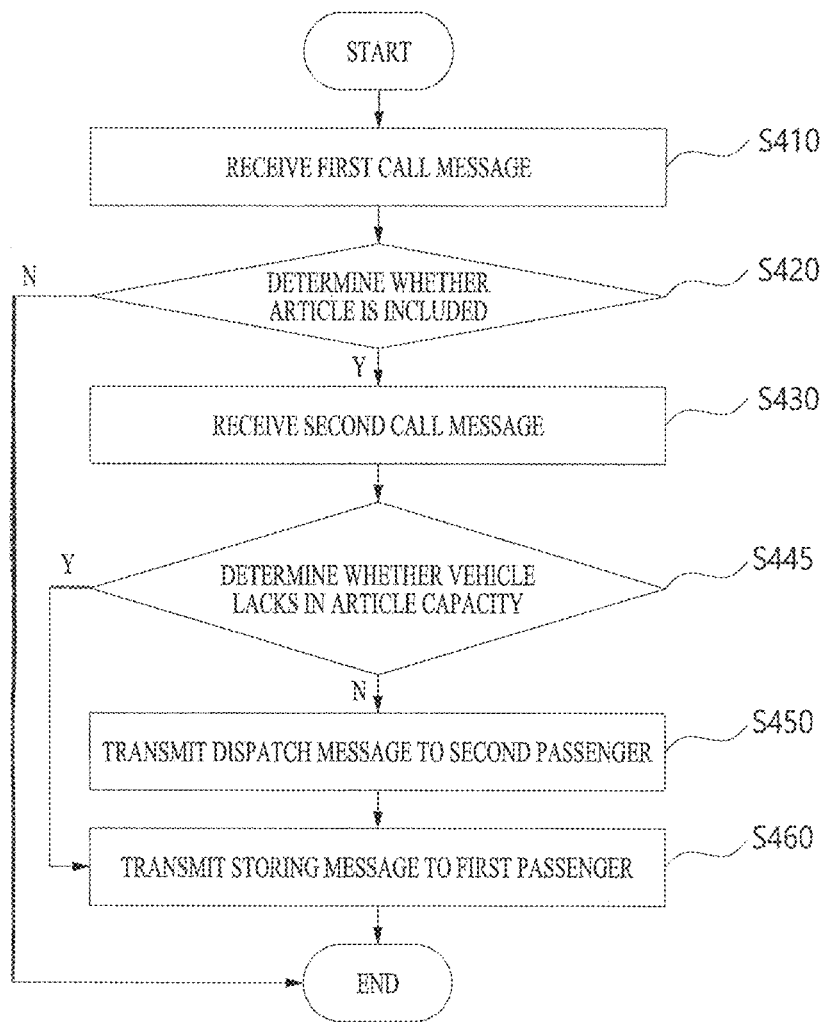 START
RECEIVE FIRST CALL MESSAGE
S410
DETERMINE WHETHER
ARTICLE IS INCLUDED
S420
N
Y
RECEIVE SECOND CALL MESSAGE
S430
DETERMINE WHETHER VEHICLE
LACKS IN ARTICLE CAPACITY
S445
Y
N
TRANSMIT DISPATCH MESSAGE TO SECOND PASSENGER
S450
TRANSMIT STORING MESSAGE TO FIRST PASSENGER
S460
END